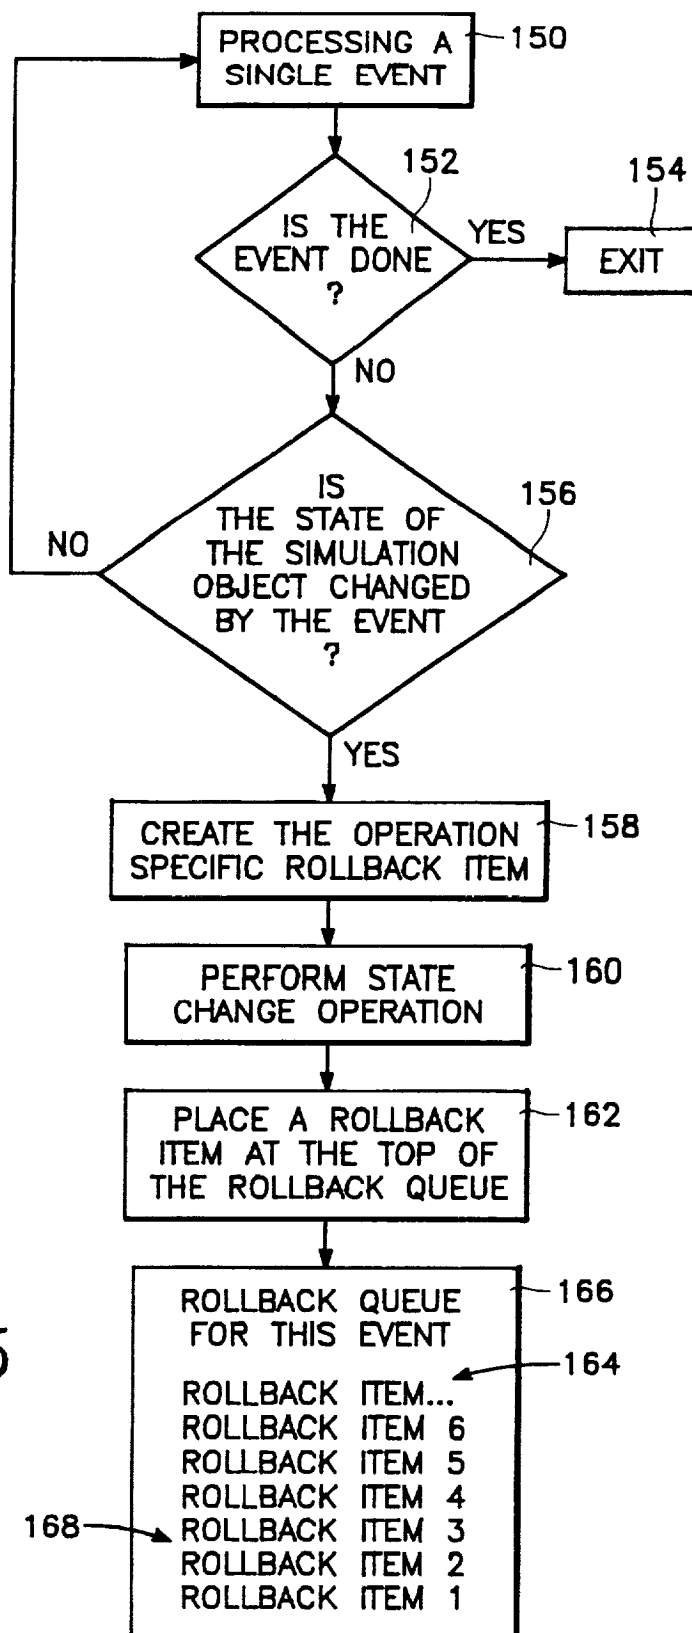 PROCESSING A
SINGLE EVENT
150
152
154
IS THE
EVENT DONE
?
YES
EXIT
NO
156
IS
THE STATE OF
THE SIMULATION
OBJECT CHANGED
BY THE EVENT
?
NO
YES
CREATE THE OPERATION
SPECIFIC ROLLBACK ITEM
158
PERFORM STATE
CHANGE OPERATION
160
PLACE A ROLLBACK
ITEM AT THE TOP OF
THE ROLLBACK QUEUE
162
ROLLBACK QUEUE
FOR THIS EVENT
166
164
ROLLBACK ITEM...
ROLLBACK ITEM 6
ROLLBACK ITEM 5
ROLLBACK ITEM 4
168
ROLLBACK ITEM 3
ROLLBACK ITEM 2
ROLLBACK ITEM 1